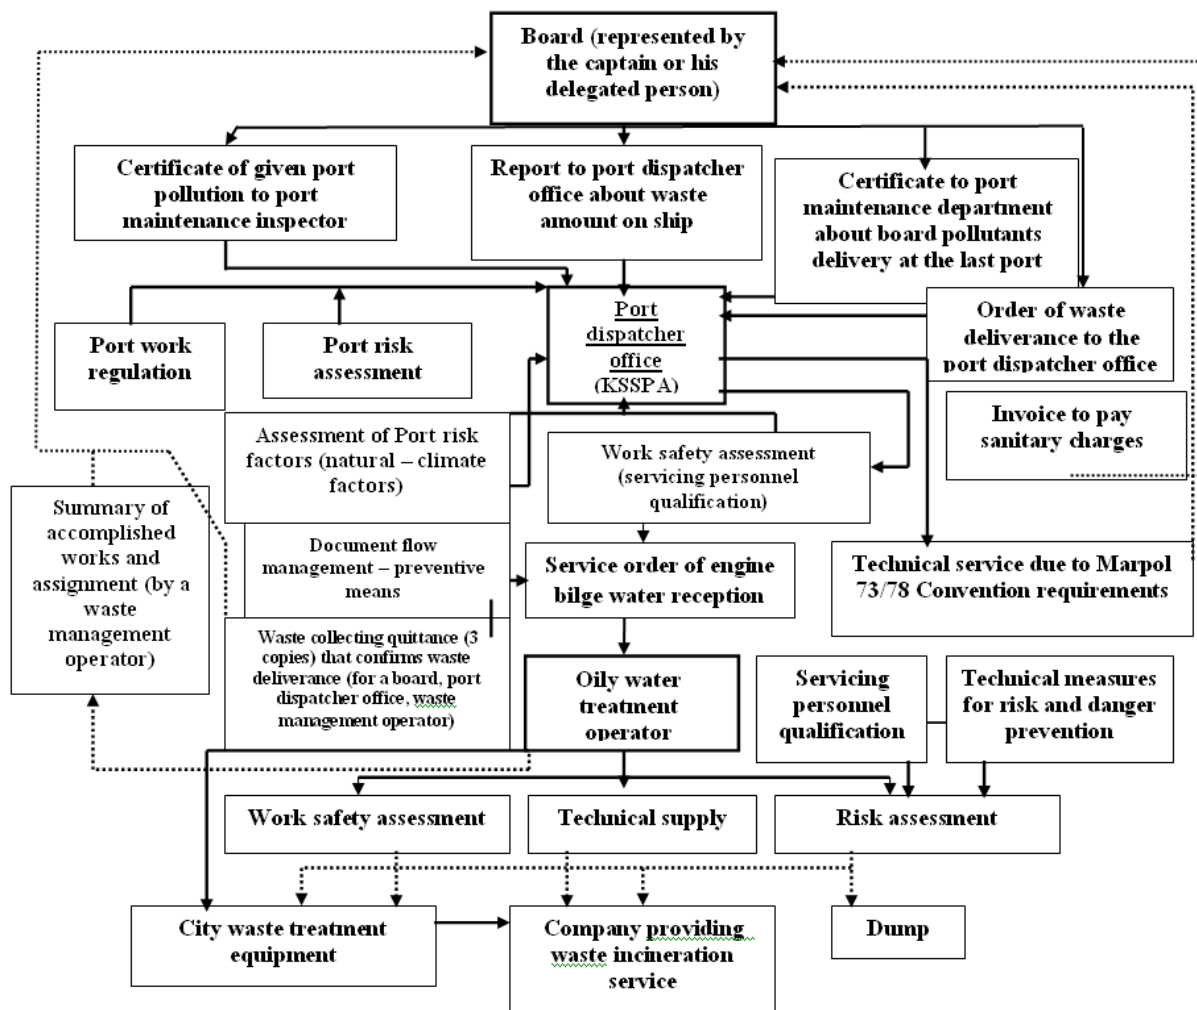 Board (represented by
the captain or his
delegated person)
Certificate of given port
pollution to port
maintenance inspector
Report to port dispatcher
office about waste
amount on ship
Certificate to port
maintenance department
about board pollutants
delivery at the last port
Port work
regulation
Port risk
assessment
Port
dispatcher
office
(KSSPA)
Order of waste
deliverance to the
port dispatcher office
Invoice to pay
sanitary charges
Assessment of Port risk
factors (natural – climate
factors)
Work safety assessment
(servicing personnel
qualification)
Summary of
accomplished
works and
assignment (by a
waste
management
operator)
Document flow
management – preventive
means
Service order of engine
bilge water reception
Technical service due to Marpol
73/78 Convention requirements
Waste collecting quittance (3
copies) that confirms waste
deliverance (for a board, port
dispatcher office, waste
management operator)
Oily water
treatment
operator
Servicing
personnel
qualification
Technical measures
for risk and danger
prevention
Work safety assessment
Technical supply
Risk assessment
City waste treatment
equipment
Company providing
waste incineration
service
Dump